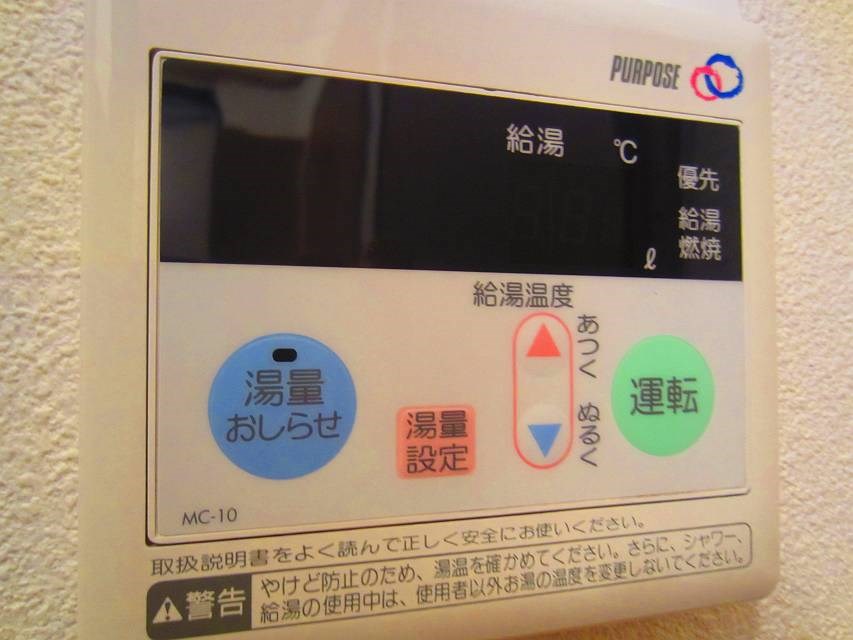 PURPOSE
給湯 ℃
優先
給湯
燃焼
ℓ
給湯温度
あつく
ぬるく
湯量
おしらせ
湯量
設定
運転
MC-10
取扱説明書をよく読んで正しく安全にお使いください。
警告
やけど防止のため、湯温を確かめてください。さらに、シャワー、
給湯の使用中は、使用者以外お湯の温度を変更しないでください。